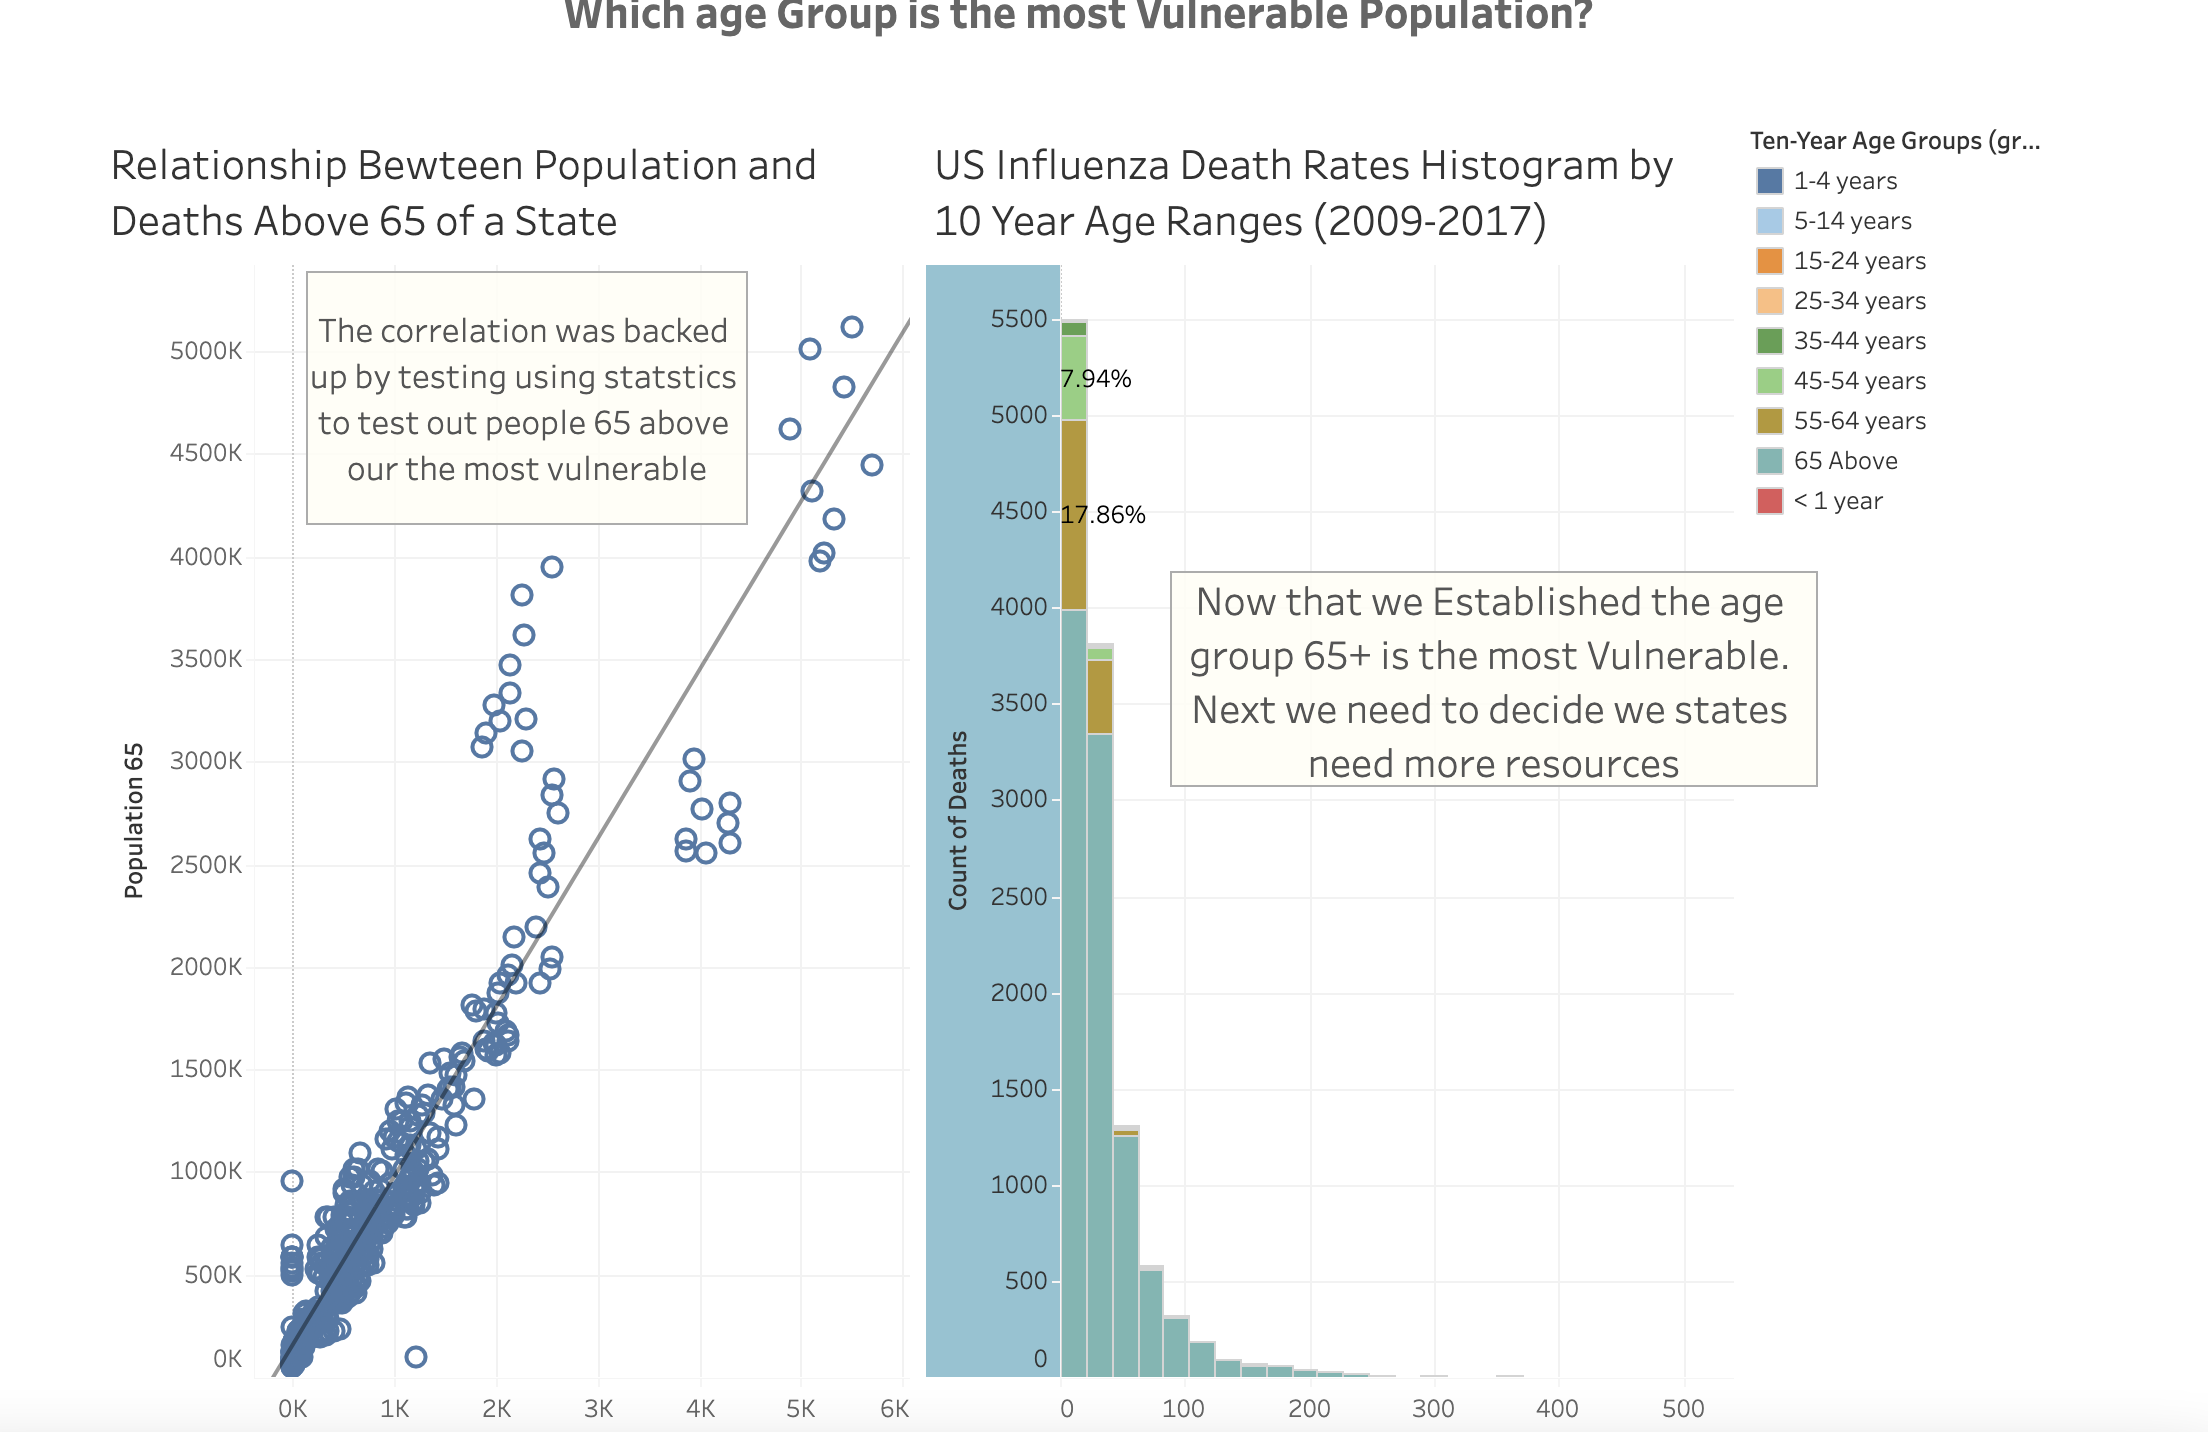 Which age Group is the most Vulnerable Population?
Relationship Bewteen Population and
Deaths Above 65 of a State
The correlation was backed
up by testing using statstics
to test out people 65 above
our the most vulnerable
Population 65
5000K
4500K
4000K
3500K
3000K
2500K
2000K
1500K
1000K
500K
0K
0K 1K 2K 3K 4K 5K 6K
US Influenza Death Rates Histogram by
10 Year Age Ranges (2009-2017)
Count of Deaths
5500
5000
4500
4000
3500
3000
2500
2000
1500
1000
500
0
7.94%
17.86%
Now that we Established the age
group 65+ is the most Vulnerable.
Next we need to decide we states
need more resources
0 100 200 300 400 500
Ten-Year Age Groups (gr...
1-4 years
5-14 years
15-24 years
25-34 years
35-44 years
45-54 years
55-64 years
65 Above
< 1 year